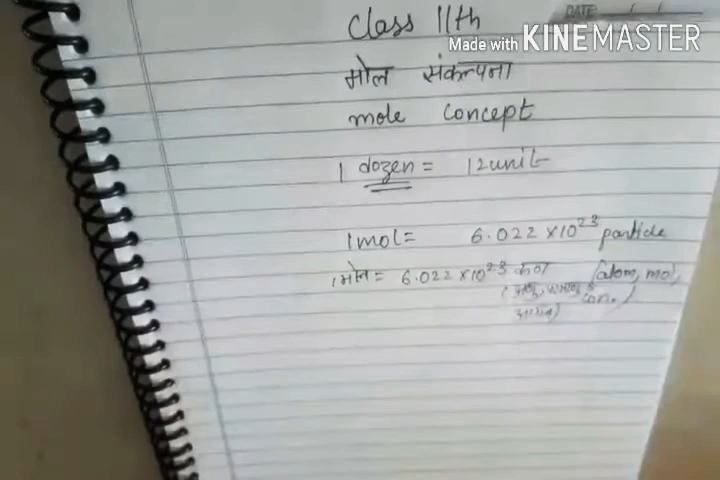 DATE
Class 11th
Made with KINEMASTER
मोल संकल्पना
mole concept
1 dozen = 12 unit
1 mol = 6.022 × 10²³ particle
1 मोल = 6.022 × 10²³ कण (atom, mol,